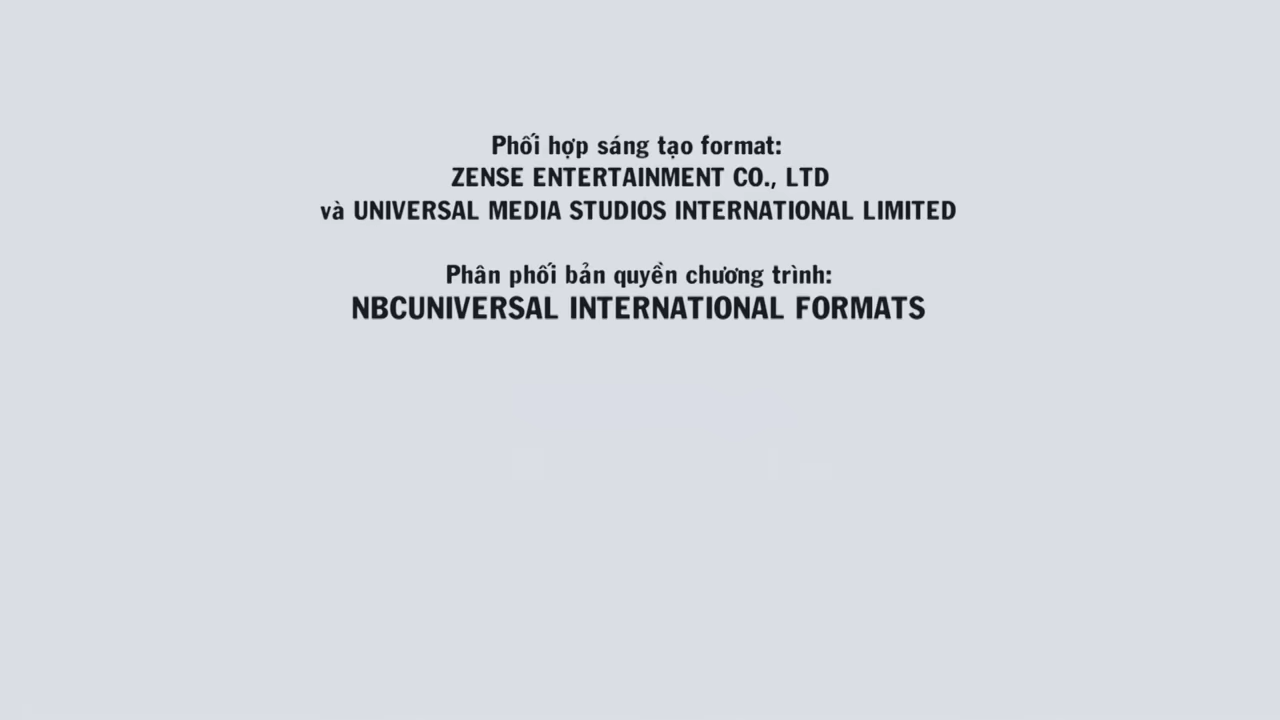 Phối hợp sáng tạo format:
ZENSE ENTERTAINMENT CO., LTD
và UNIVERSAL MEDIA STUDIOS INTERNATIONAL LIMITED
Phân phối bản quyền chương trình:
NBCUNIVERSAL INTERNATIONAL FORMATS